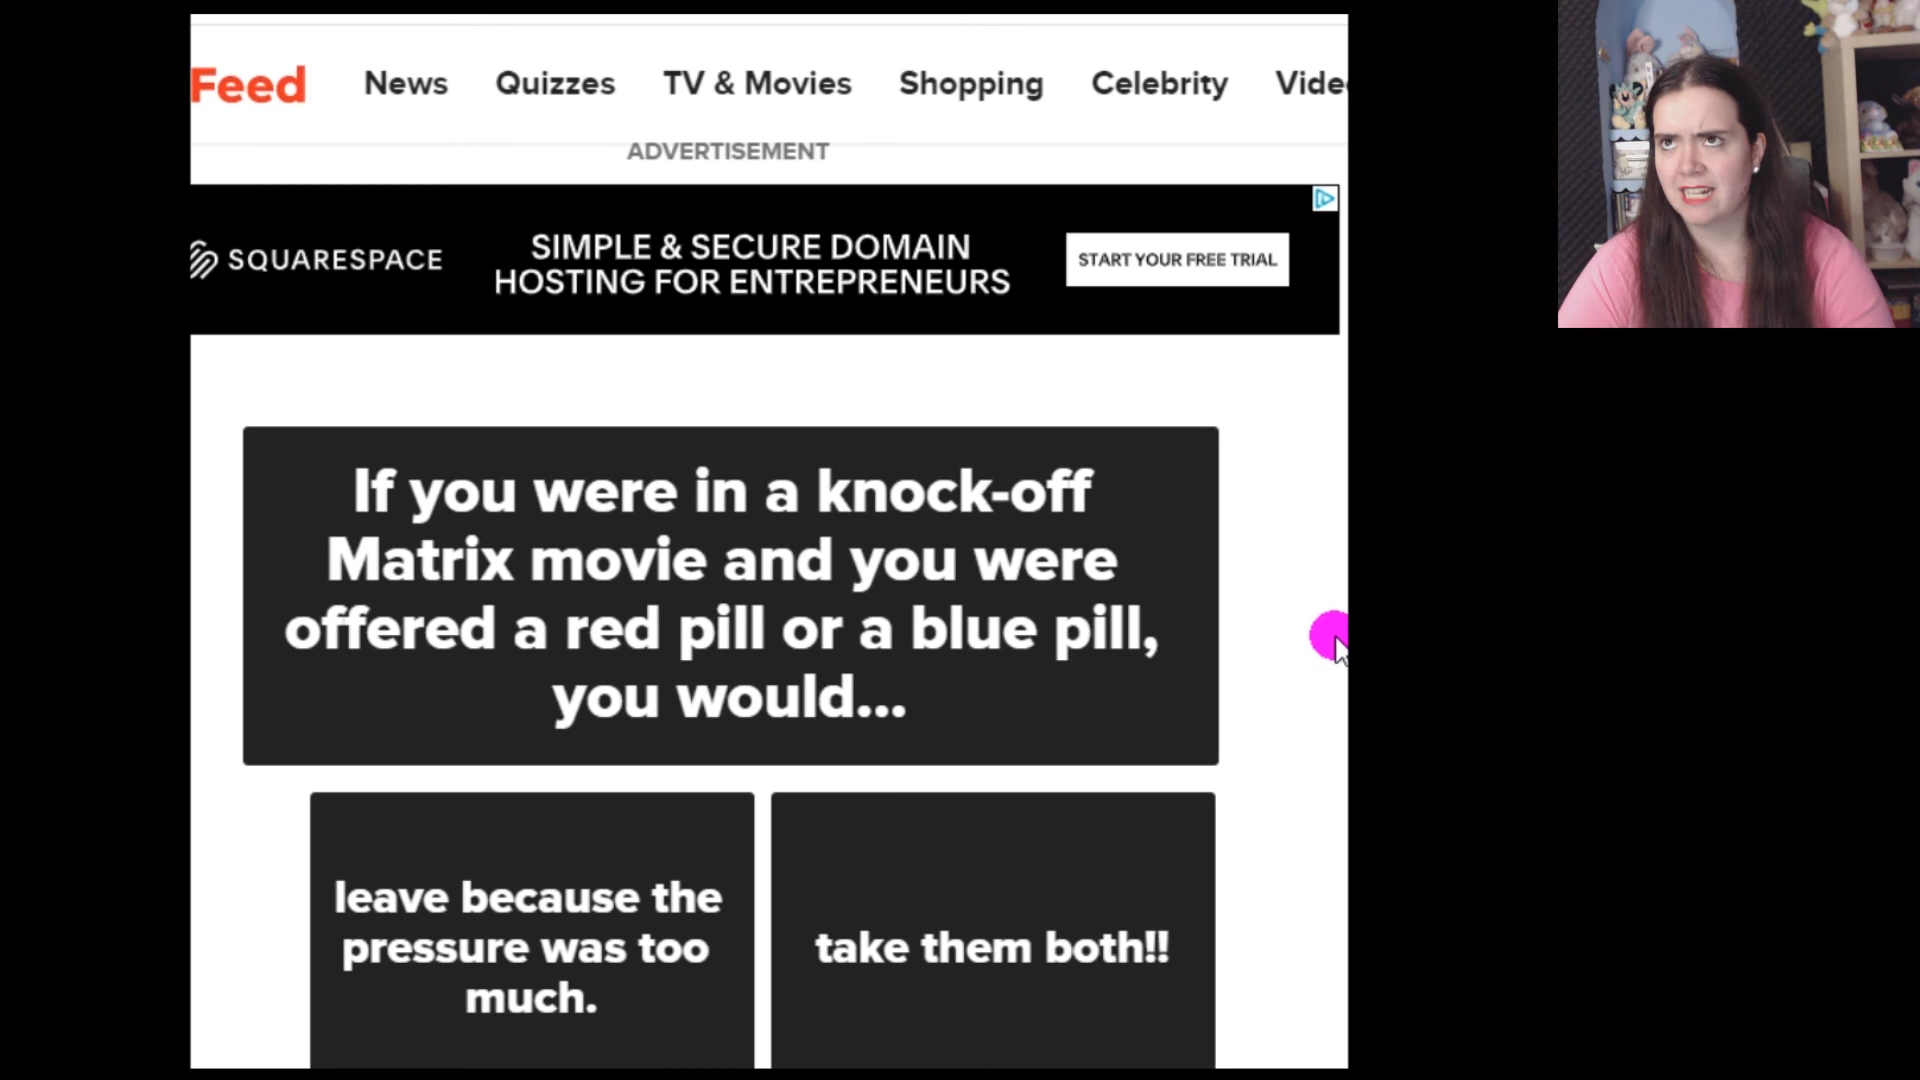 Feed News Quizzes TV & Movies Shopping Celebrity Vide
ADVERTISEMENT
SQUARESPACE
SIMPLE & SECURE DOMAIN
HOSTING FOR ENTREPRENEURS
START YOUR FREE TRIAL
If you were in a knock-off
Matrix movie and you were
offered a red pill or a blue pill,
you would...
leave because the
pressure was too
much.
take them both!!